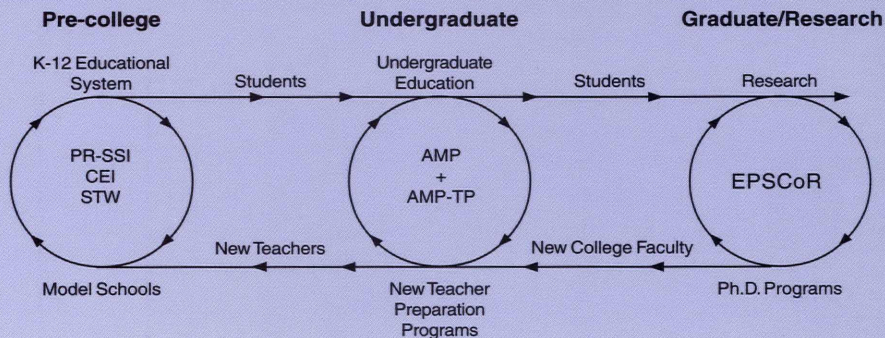 Pre-college
Undergraduate
Graduate/Research
K-12 Educational
System
Students
Undergraduate
Education
Students
Research
PR-SSI
CEI
STW
AMP
+
AMP-TP
EPSCoR
New Teachers
New College Faculty
Model Schools
New Teacher
Preparation
Programs
Ph.D. Programs